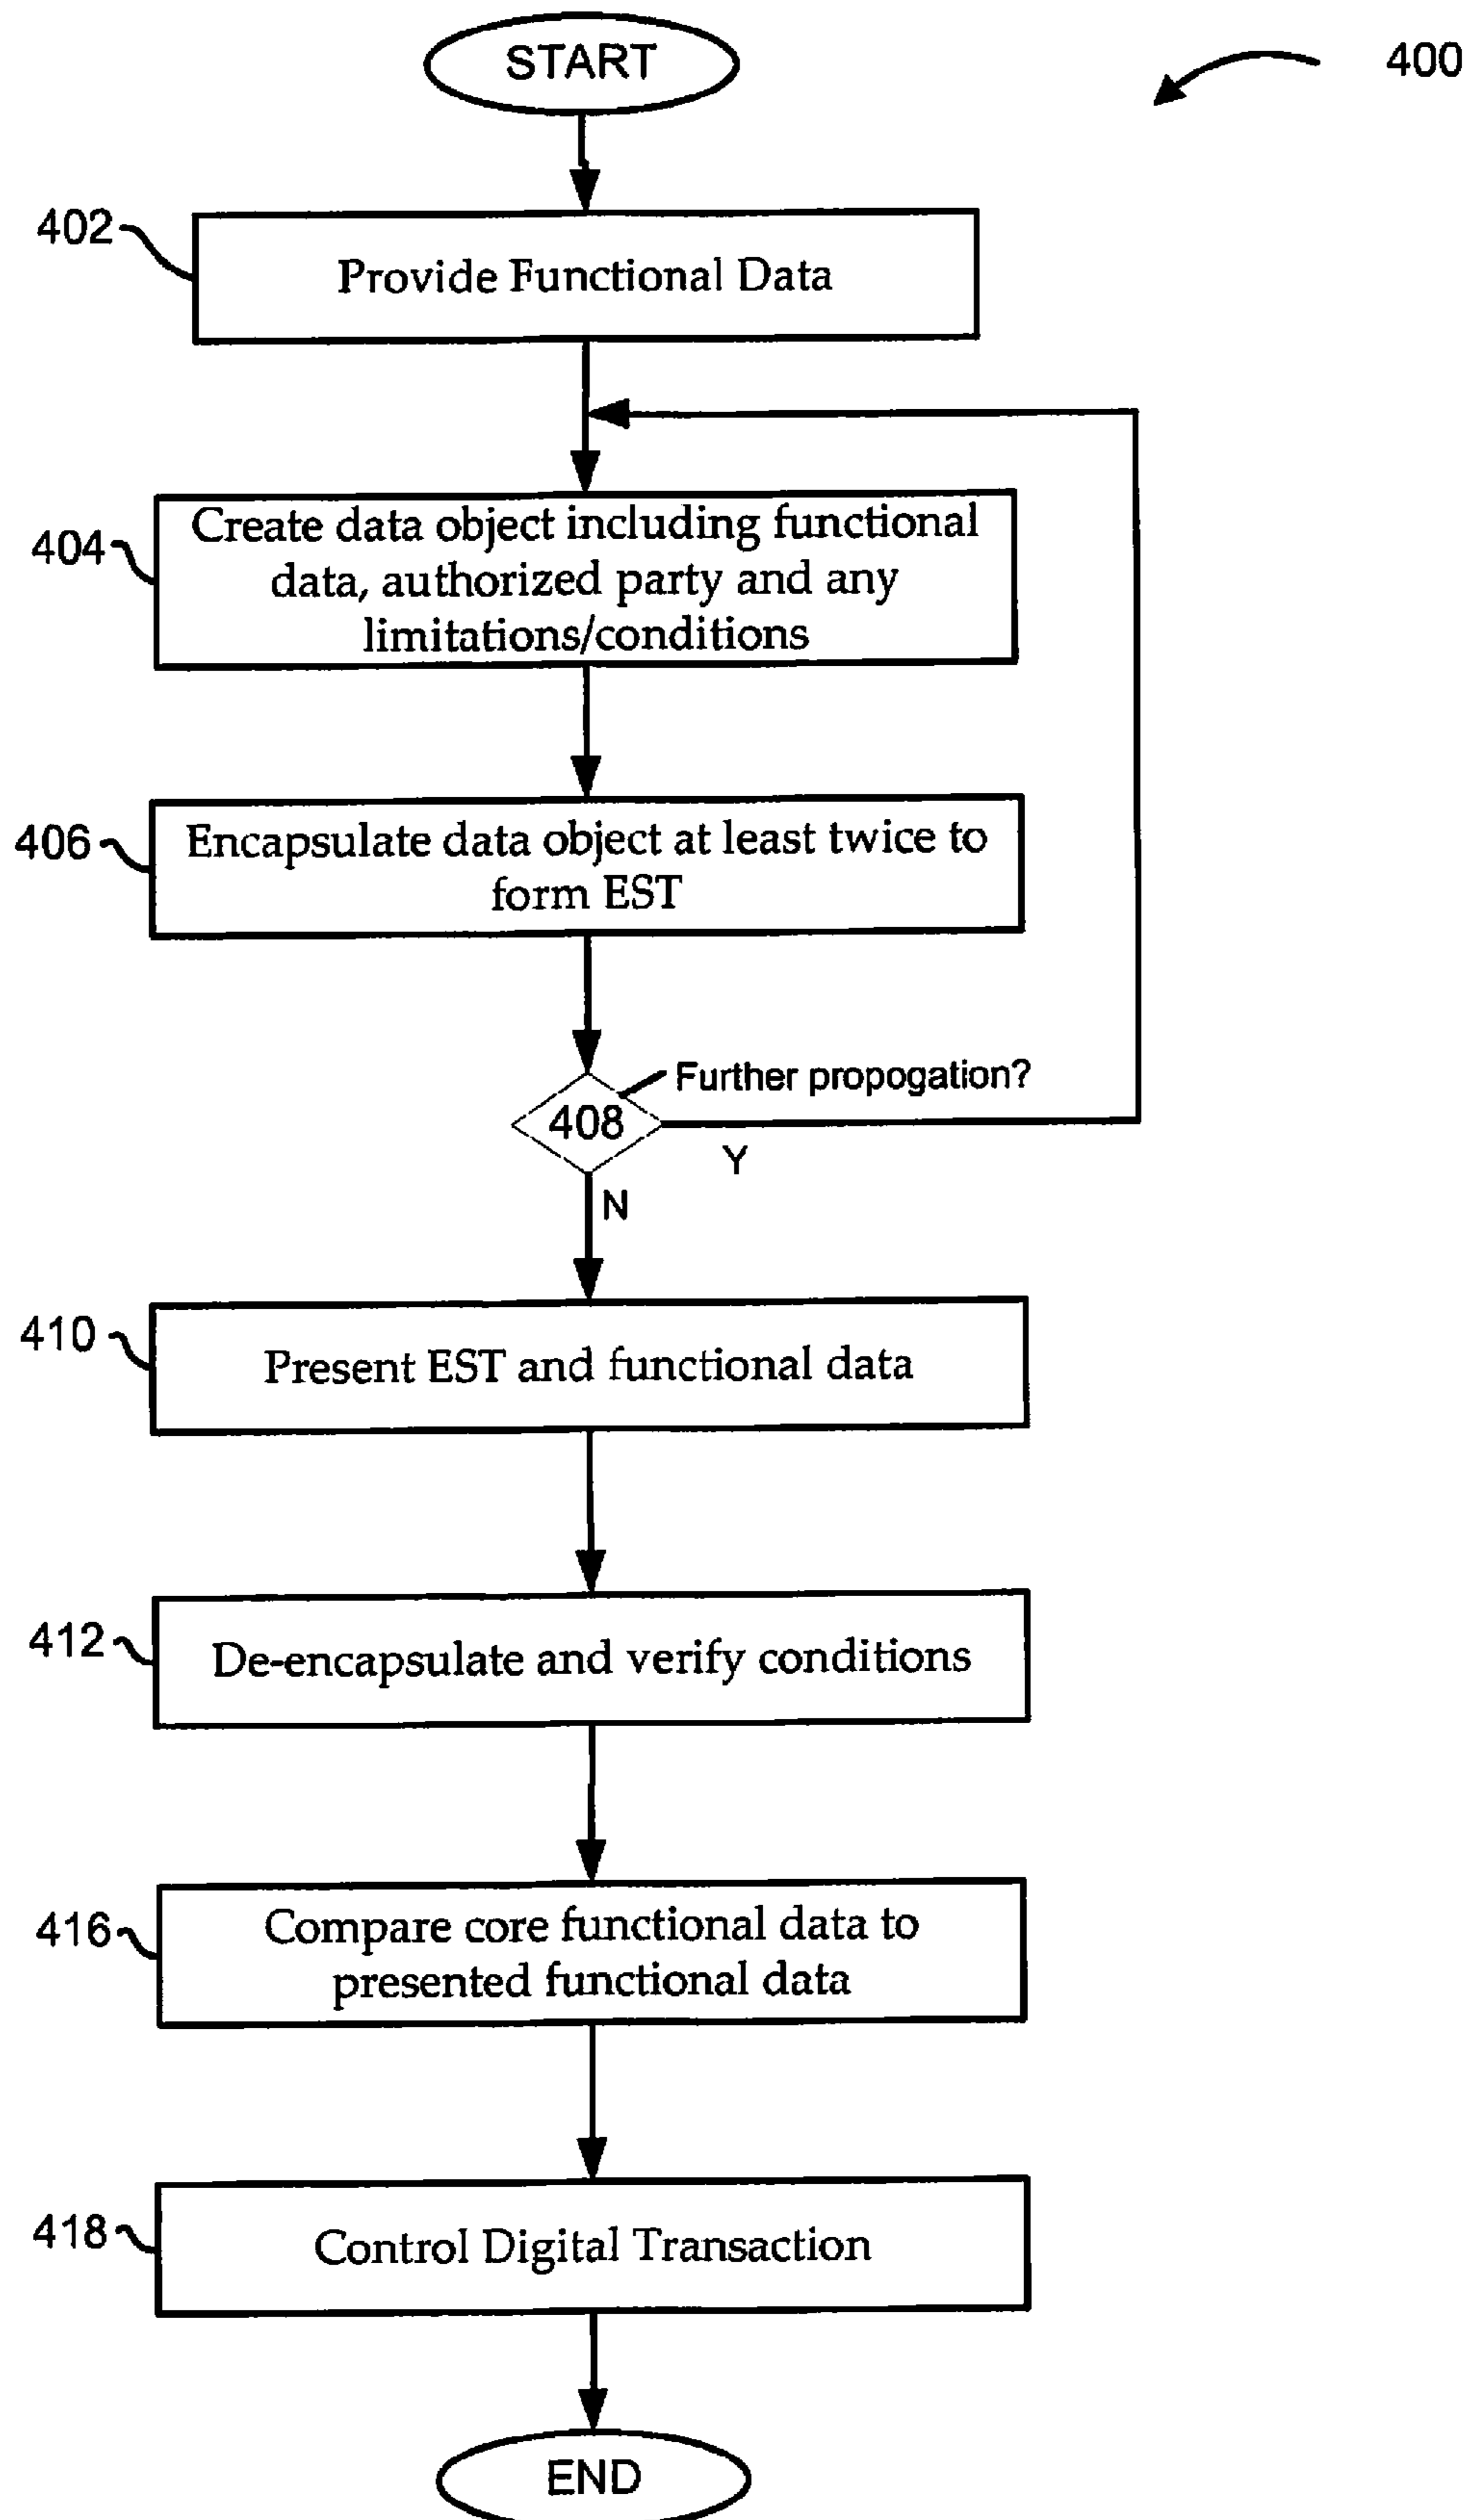 START
400
402
Provide Functional Data
404
Create data object including functional
data, authorized party and any
limitations/conditions
406
Encapsulate data object at least twice to
form EST
Further propogation?
408
Y
N
410
Present EST and functional data
412
De-encapsulate and verify conditions
416
Compare core functional data to
presented functional data
418
Control Digital Transaction
END